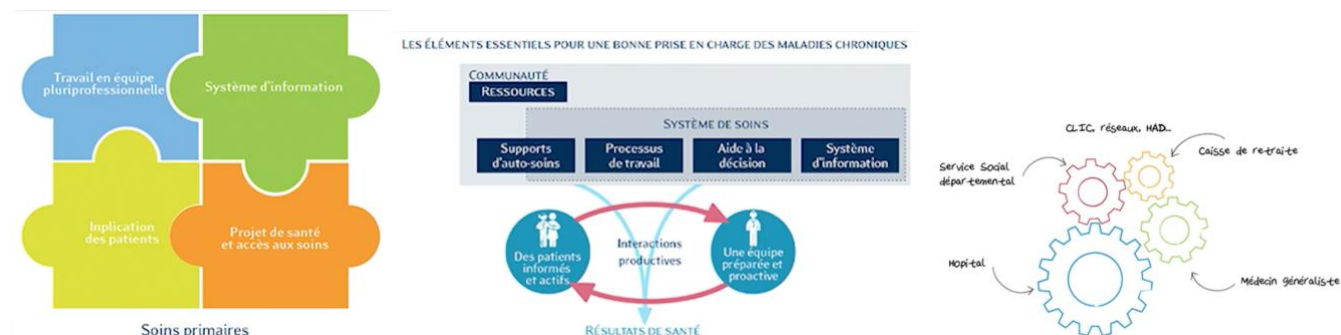 Travail en équipe
pluriprofessionnelle
Système d'information
Inplication
des patients
Projet de santé
et accès aux soins
Soins primaires
LES ÉLÉMENTS ESSENTIELS POUR UNE BONNE PRISE EN CHARGE DES MALADIES CHRONIQUES
COMMUNAUTÉ
RESSOURCES
SYSTÈME DE SOINS
Supports
d'auto-soins
Processus
de travail
Aide à la
décision
Système
d'information
Des patients
informés
et actifs
Interactions
productives
Une équipe
préparée et
proactive
RÉSULTATS DE SANTÉ
CLIC, réseaux, HAD...
Caisse de retraite
Service Social
départemental
Hopital
Médecin généraliste